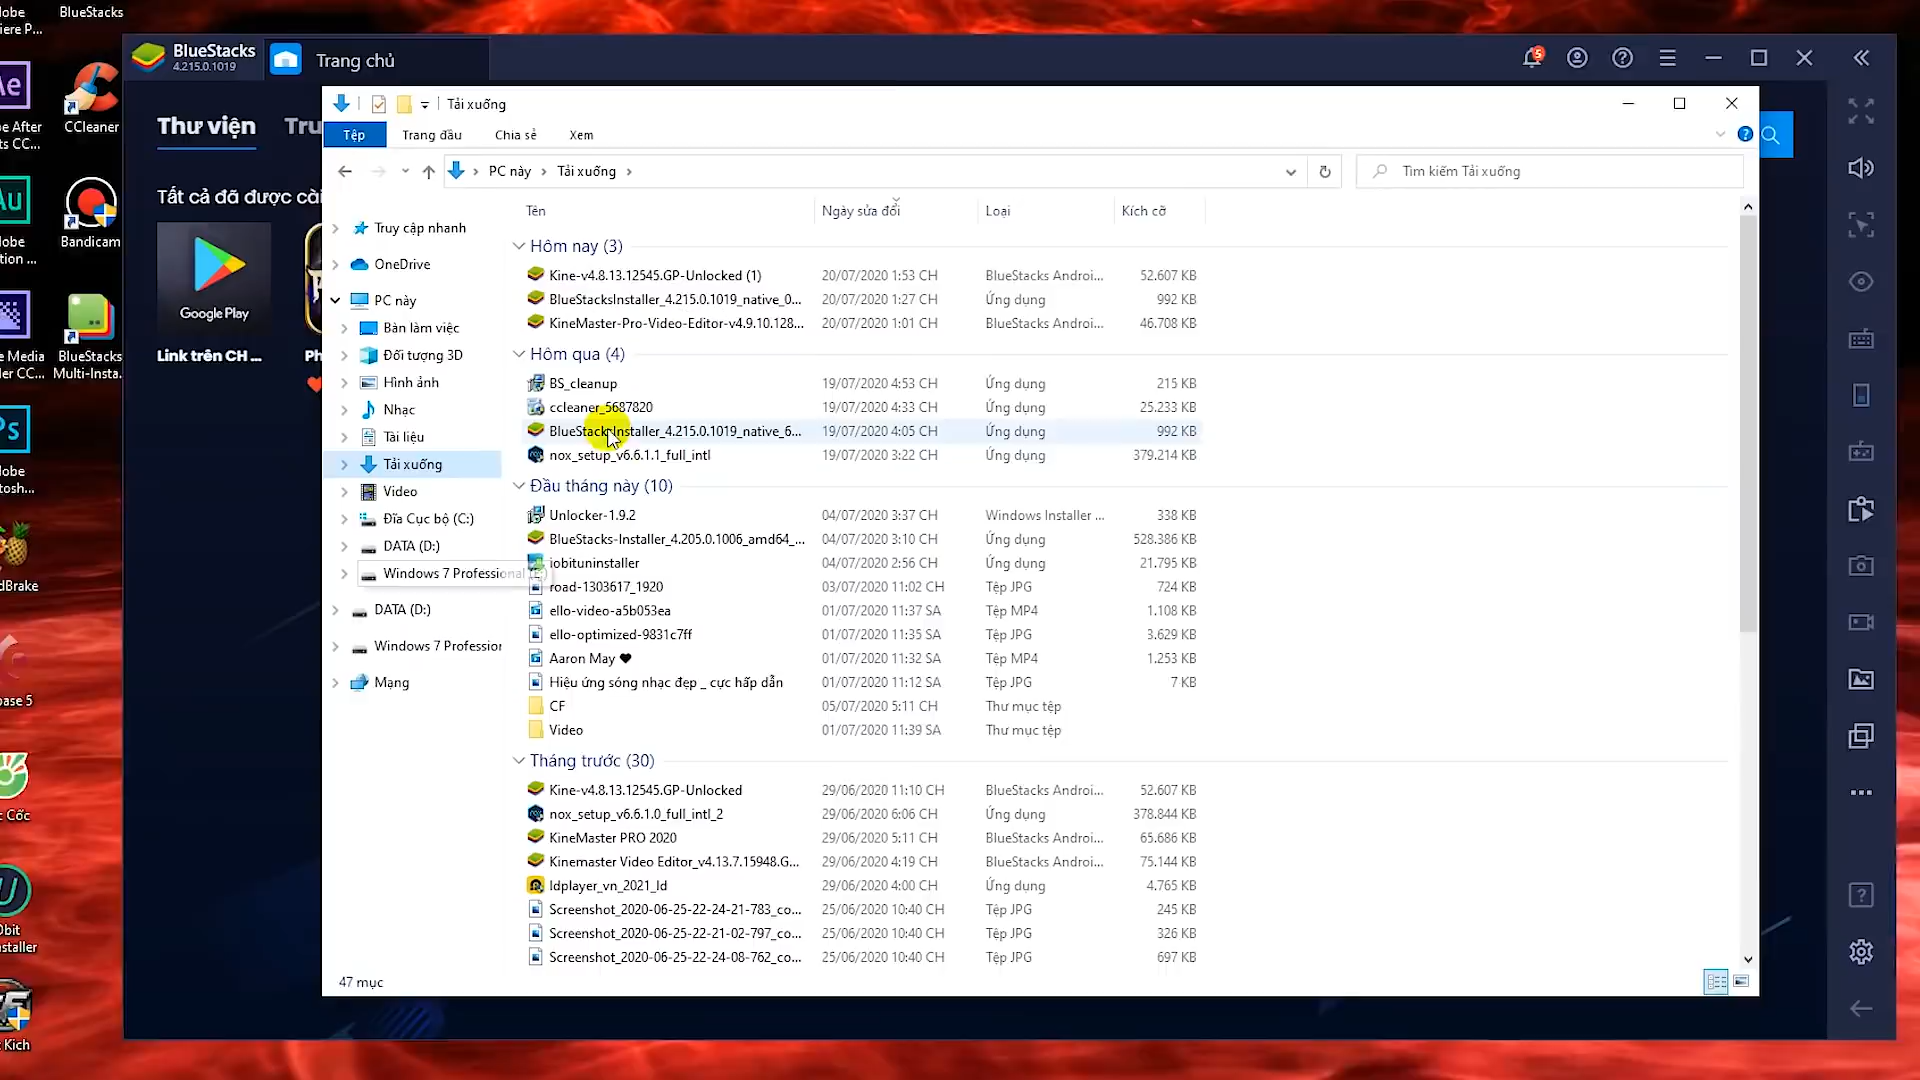 obe
iere P...
BlueStacks
BlueStacks
4.215.0.1019
Trang chủ
5
CCleaner
be After
ts CC...
Thư viện
Tru
Tất cả đã được cài
Google Play
Link trên CH ...
Ph
Au
obe
tion ...
Bandicam
e Media
ler CC...
BlueStacks
Multi-Insta...
Ps
obe
tosh...
dBrake
base 5
c Cốc
Obit
nstaller
t Kich
Tải xuống
Tệp
Trang đầu
Chia sẻ
Xem
PC này
Tải xuống
Tìm kiếm Tải xuống
Truy cập nhanh
OneDrive
PC này
Bàn làm việc
Đối tượng 3D
Hình ảnh
Nhạc
Tài liệu
Tải xuống
Video
Đĩa Cục bộ (C:)
DATA (D:)
Windows 7 Professional (E:)
DATA (D:)
Windows 7 Profession
Mạng
Tên Ngày sửa đổi Loại Kích cỡ
Hôm nay (3)
Kine-v4.8.13.12545.GP-Unlocked (1) 20/07/2020 1:53 CH BlueStacks Androi... 52.607 KB
BlueStacksInstaller_4.215.0.1019_native_0... 20/07/2020 1:27 CH Ứng dụng 992 KB
KineMaster-Pro-Video-Editor-v4.9.10.128... 20/07/2020 1:01 CH BlueStacks Androi... 46.708 KB
Hôm qua (4)
BS_cleanup 19/07/2020 4:53 CH Ứng dụng 215 KB
ccleaner_5687820 19/07/2020 4:33 CH Ứng dụng 25.233 KB
BlueStacksInstaller_4.215.0.1019_native_6... 19/07/2020 4:05 CH Ứng dụng 992 KB
nox_setup_v6.6.1.1_full_intl 19/07/2020 3:22 CH Ứng dụng 379.214 KB
Đầu tháng này (10)
Unlocker-1.9.2 04/07/2020 3:37 CH Windows Installer ... 338 KB
BlueStacks-Installer_4.205.0.1006_amd64_... 04/07/2020 3:10 CH Ứng dụng 528.386 KB
iobituninstaller 04/07/2020 2:56 CH Ứng dụng 21.795 KB
road-1303617_1920 03/07/2020 11:02 CH Tệp JPG 724 KB
ello-video-a5b053ea 01/07/2020 11:37 SA Tệp MP4 1.108 KB
ello-optimized-9831c7ff 01/07/2020 11:35 SA Tệp JPG 3.629 KB
Aaron May ♥ 01/07/2020 11:32 SA Tệp MP4 1.253 KB
Hiệu ứng sóng nhạc đẹp _ cực hấp dẫn 01/07/2020 11:12 SA Tệp JPG 7 KB
CF 05/07/2020 5:11 CH Thư mục tệp
Video 01/07/2020 11:39 SA Thư mục tệp
Tháng trước (30)
Kine-v4.8.13.12545.GP-Unlocked 29/06/2020 11:10 CH BlueStacks Androi... 52.607 KB
nox_setup_v6.6.1.0_full_intl_2 29/06/2020 6:06 CH Ứng dụng 378.844 KB
KineMaster PRO 2020 29/06/2020 5:11 CH BlueStacks Androi... 65.686 KB
Kinemaster Video Editor_v4.13.7.15948.G... 29/06/2020 4:19 CH BlueStacks Androi... 75.144 KB
ldplayer_vn_2021_ld 29/06/2020 4:00 CH Ứng dụng 4.765 KB
Screenshot_2020-06-25-22-24-21-783_co... 25/06/2020 10:40 CH Tệp JPG 245 KB
Screenshot_2020-06-25-22-21-02-797_co... 25/06/2020 10:40 CH Tệp JPG 326 KB
Screenshot_2020-06-25-22-24-08-762_co... 25/06/2020 10:40 CH Tệp JPG 697 KB
47 mục